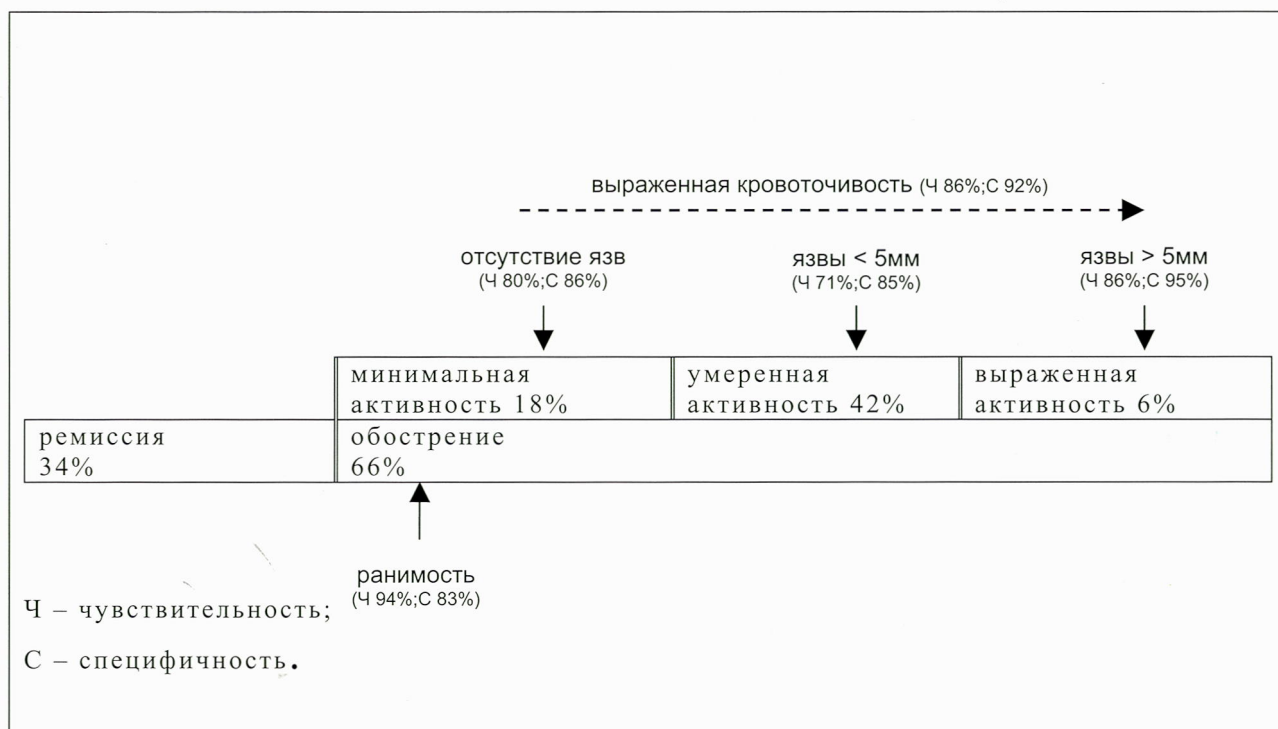 выраженная кровоточивость (Ч 86%;С 92%)
отсутствие язв
(Ч 80%;С 86%)
язвы < 5мм
(Ч 71%;С 85%)
язвы > 5мм
(Ч 86%;С 95%)
минимальная
активность 18%
умеренная
активность 42%
выраженная
активность 6%
ремиссия
34%
обострение
66%
ранимость
(Ч 94%;С 83%)
Ч – чувствительность;
С – специфичность.